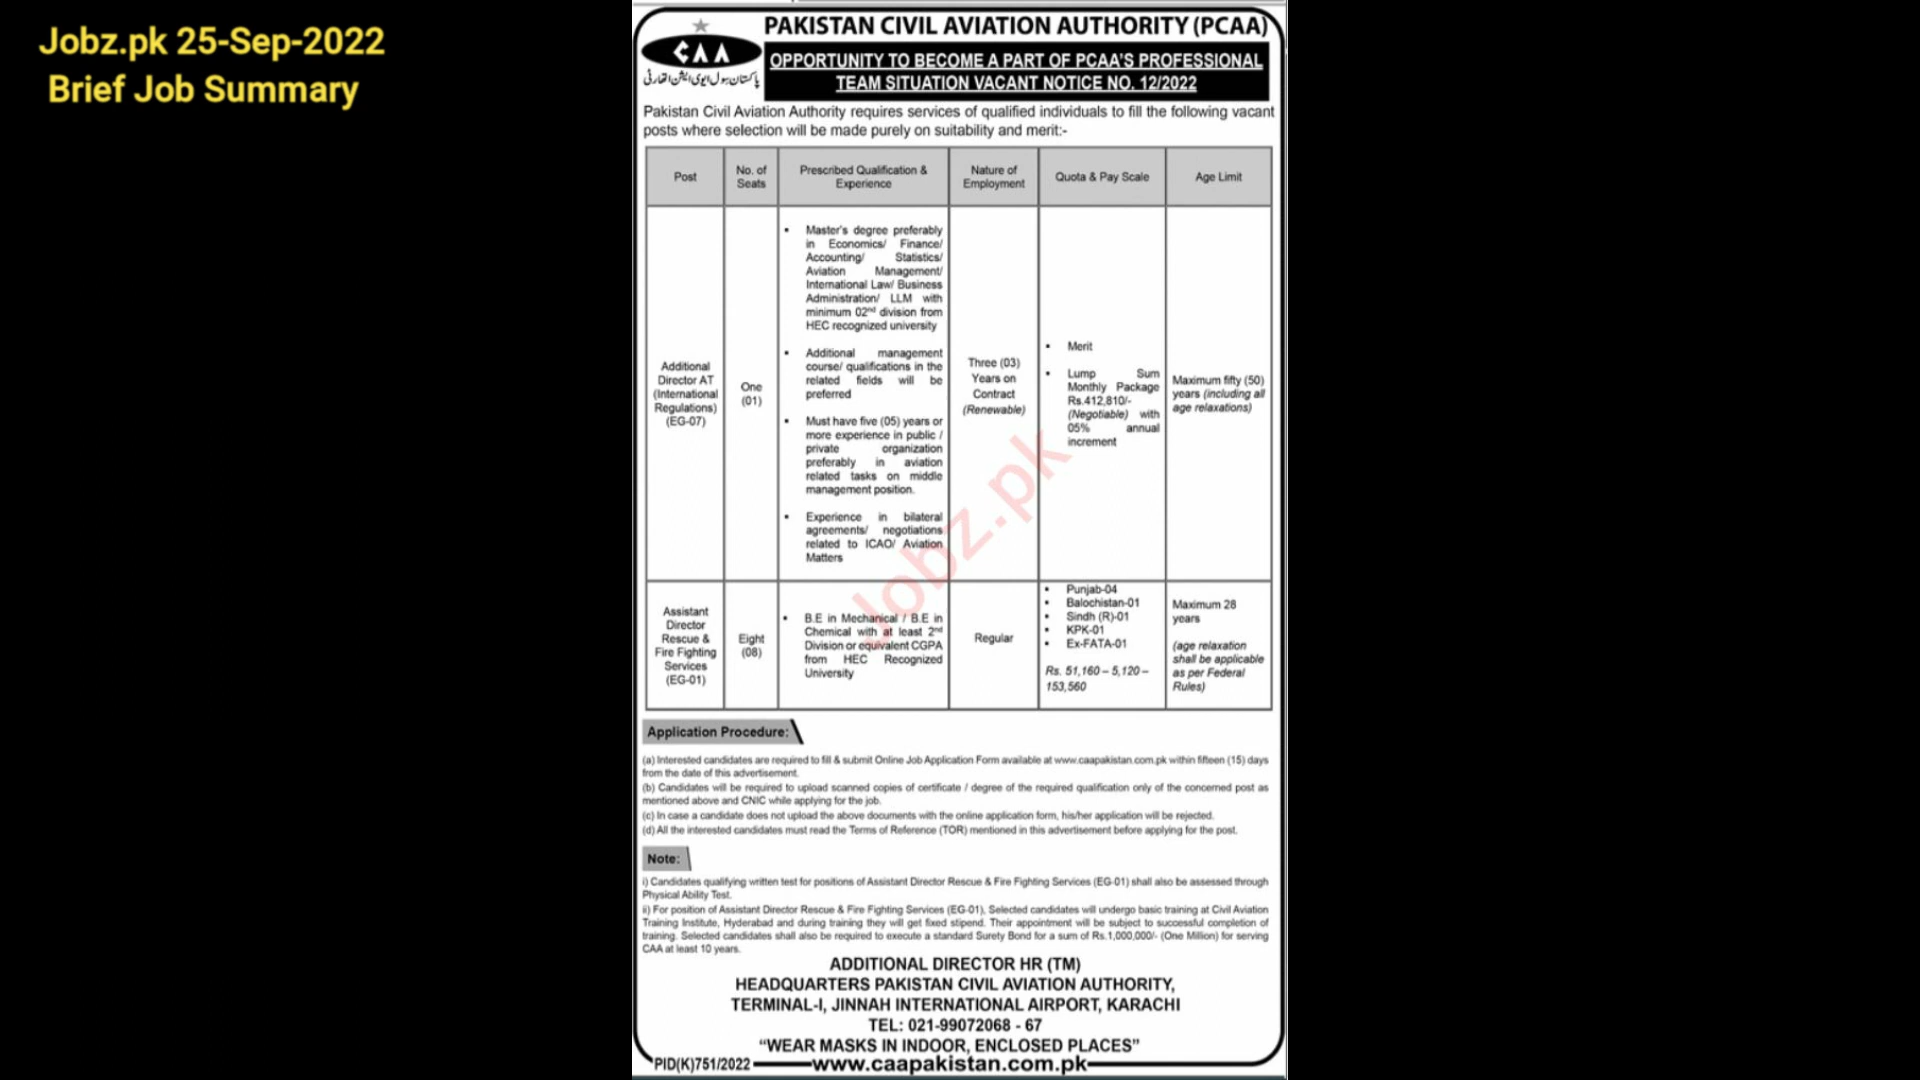 Jobz.pk 25-Sep-2022
Brief Job Summary
CAA
پاکستان سول ایوی ایشن اتھارٹی
PAKISTAN CIVIL AVIATION AUTHORITY (PCAA)
OPPORTUNITY TO BECOME A PART OF PCAA'S PROFESSIONAL
TEAM SITUATION VACANT NOTICE NO. 12/2022
Pakistan Civil Aviation Authority requires services of qualified individuals to fill the following vacant
posts where selection will be made purely on suitability and merit:-
Post
No. of
Seats
Prescribed Qualification &
Experience
Nature of
Employment
Quota & Pay Scale
Age Limit
Additional
Director AT
(International
Regulations)
(EG-07)
One
(01)
▪ Master's degree preferably
in Economics/ Finance/
Accounting/ Statistics/
Aviation Management/
International Law/ Business
Administration/ LLM with
minimum 02nd division from
HEC recognized university
▪ Additional management
course/ qualifications in the
related fields will be
preferred
▪ Must have five (05) years or
more experience in public /
private organization
preferably in aviation
related tasks on middle
management position.
▪ Experience in bilateral
agreements/ negotiations
related to ICAO/ Aviation
Matters
Three (03)
Years on
Contract
(Renewable)
▪ Merit
▪ Lump Sum
Monthly Package
Rs.412,810/-
(Negotiable) with
05% annual
increment
Maximum fifty (50)
years (including all
age relaxations)
Assistant
Director
Rescue &
Fire Fighting
Services
(EG-01)
Eight
(08)
▪ B.E in Mechanical / B.E in
Chemical with at least 2nd
Division or equivalent CGPA
from HEC Recognized
University
Regular
▪ Punjab-04
▪ Balochistan-01
▪ Sindh (R)-01
▪ KPK-01
▪ Ex-FATA-01
Rs. 51,160 – 5,120 –
153,560
Maximum 28
years
(age relaxation
shall be applicable
as per Federal
Rules)
Jobz.pk
Application Procedure:
(a) Interested candidates are required to fill & submit Online Job Application Form available at www.caapakistan.com.pk within fifteen (15) days
from the date of this advertisement.
(b) Candidates will be required to upload scanned copies of certificate / degree of the required qualification only of the concerned post as
mentioned above and CNIC while applying for the job.
(c) In case a candidate does not upload the above documents with the online application form, his/her application will be rejected.
(d) All the interested candidates must read the Terms of Reference (TOR) mentioned in this advertisement before applying for the post.
Note:
i) Candidates qualifying written test for positions of Assistant Director Rescue & Fire Fighting Services (EG-01) shall also be assessed through
Physical Ability Test.
ii) For position of Assistant Director Rescue & Fire Fighting Services (EG-01), Selected candidates will undergo basic training at Civil Aviation
Training Institute, Hyderabad and during training they will get fixed stipend. Their appointment will be subject to successful completion of
training. Selected candidates shall also be required to execute a standard Surety Bond for a sum of Rs.1,000,000/- (One Million) for serving
CAA at least 10 years.
ADDITIONAL DIRECTOR HR (TM)
HEADQUARTERS PAKISTAN CIVIL AVIATION AUTHORITY,
TERMINAL-I, JINNAH INTERNATIONAL AIRPORT, KARACHI
TEL: 021-99072068 - 67
“WEAR MASKS IN INDOOR, ENCLOSED PLACES”
PID(K)751/2022
www.caapakistan.com.pk